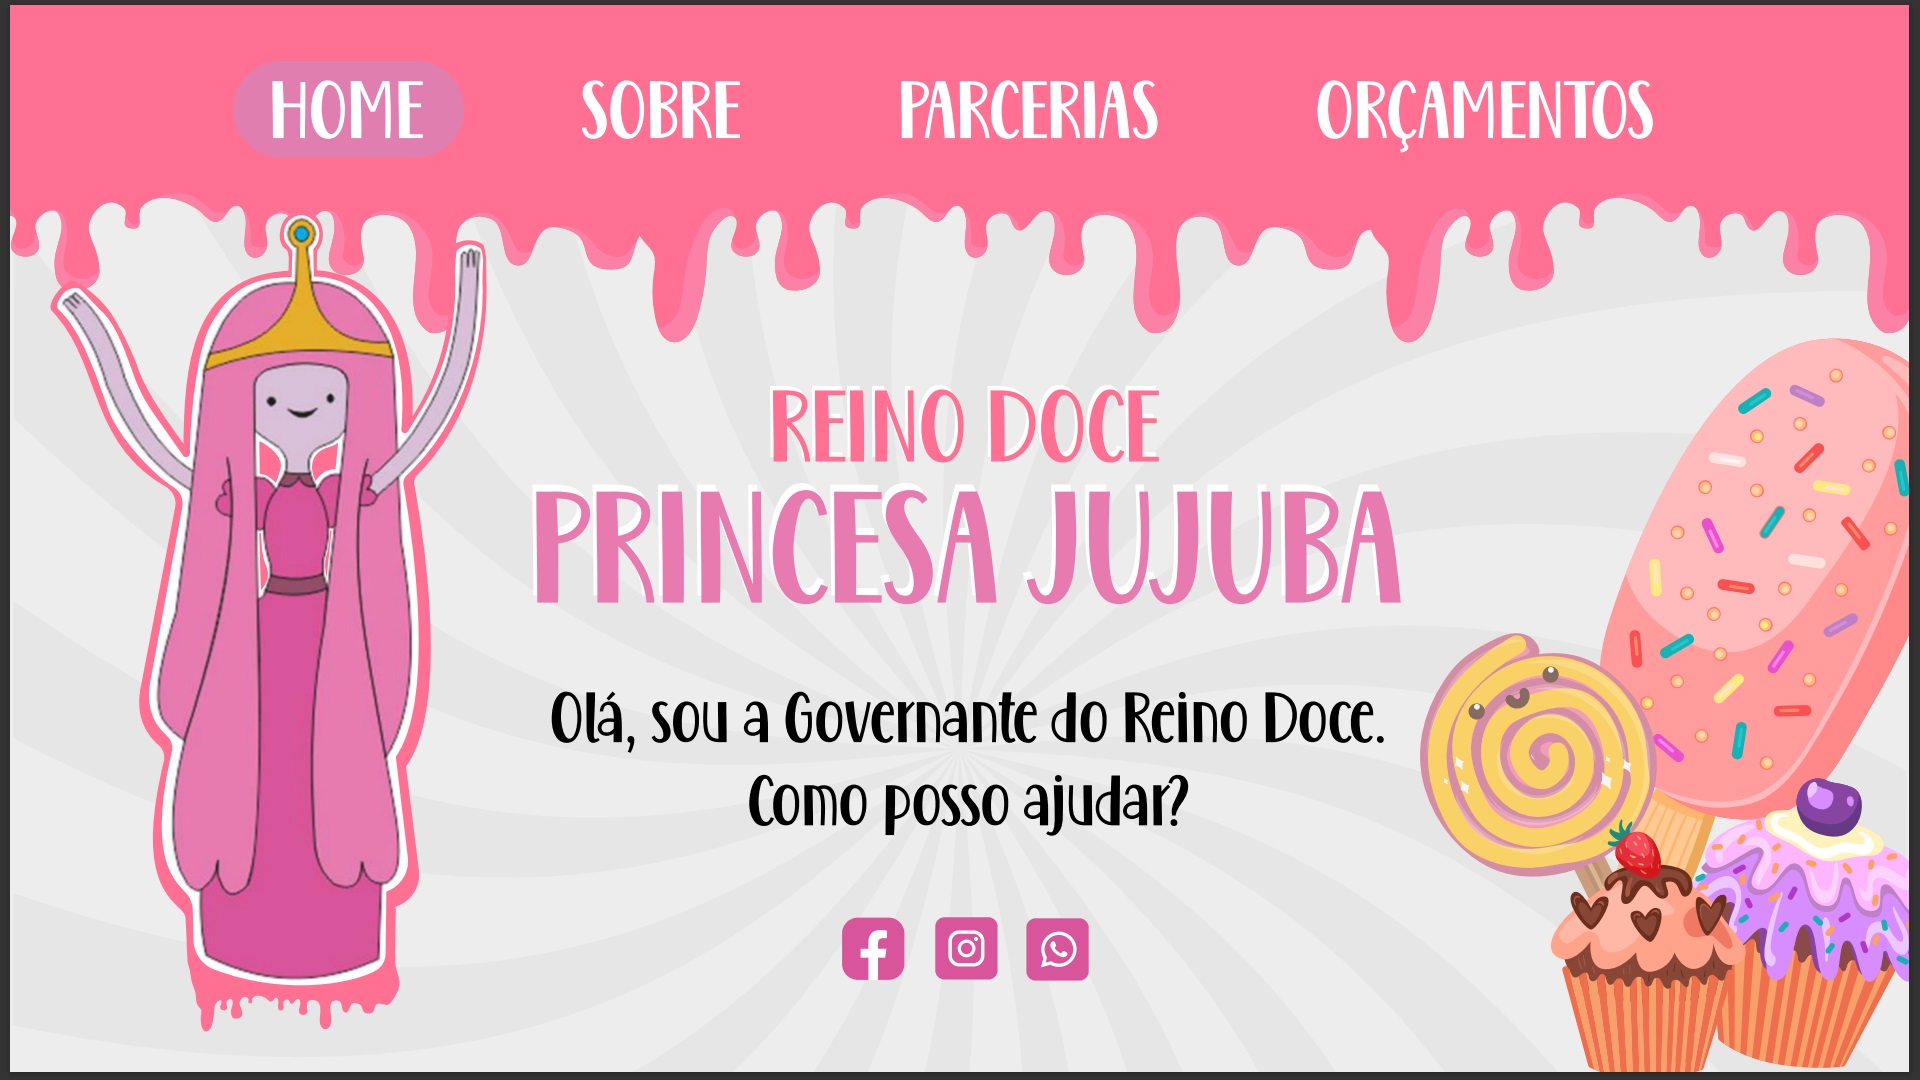 HOME SOBRE PARCERIAS ORÇAMENTOS
REINO DOCE
PRINCESA JUJUBA
Olá, sou a Governante do Reino Doce.
Como posso ajudar?